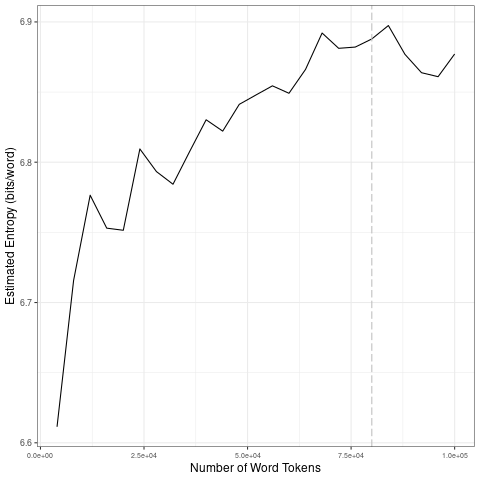 6.9
6.8
6.7
6.6
Estimated Entropy (bits/word)
0.0e+00 2.5e+04 5.0e+04 7.5e+04 1.0e+05
Number of Word Tokens